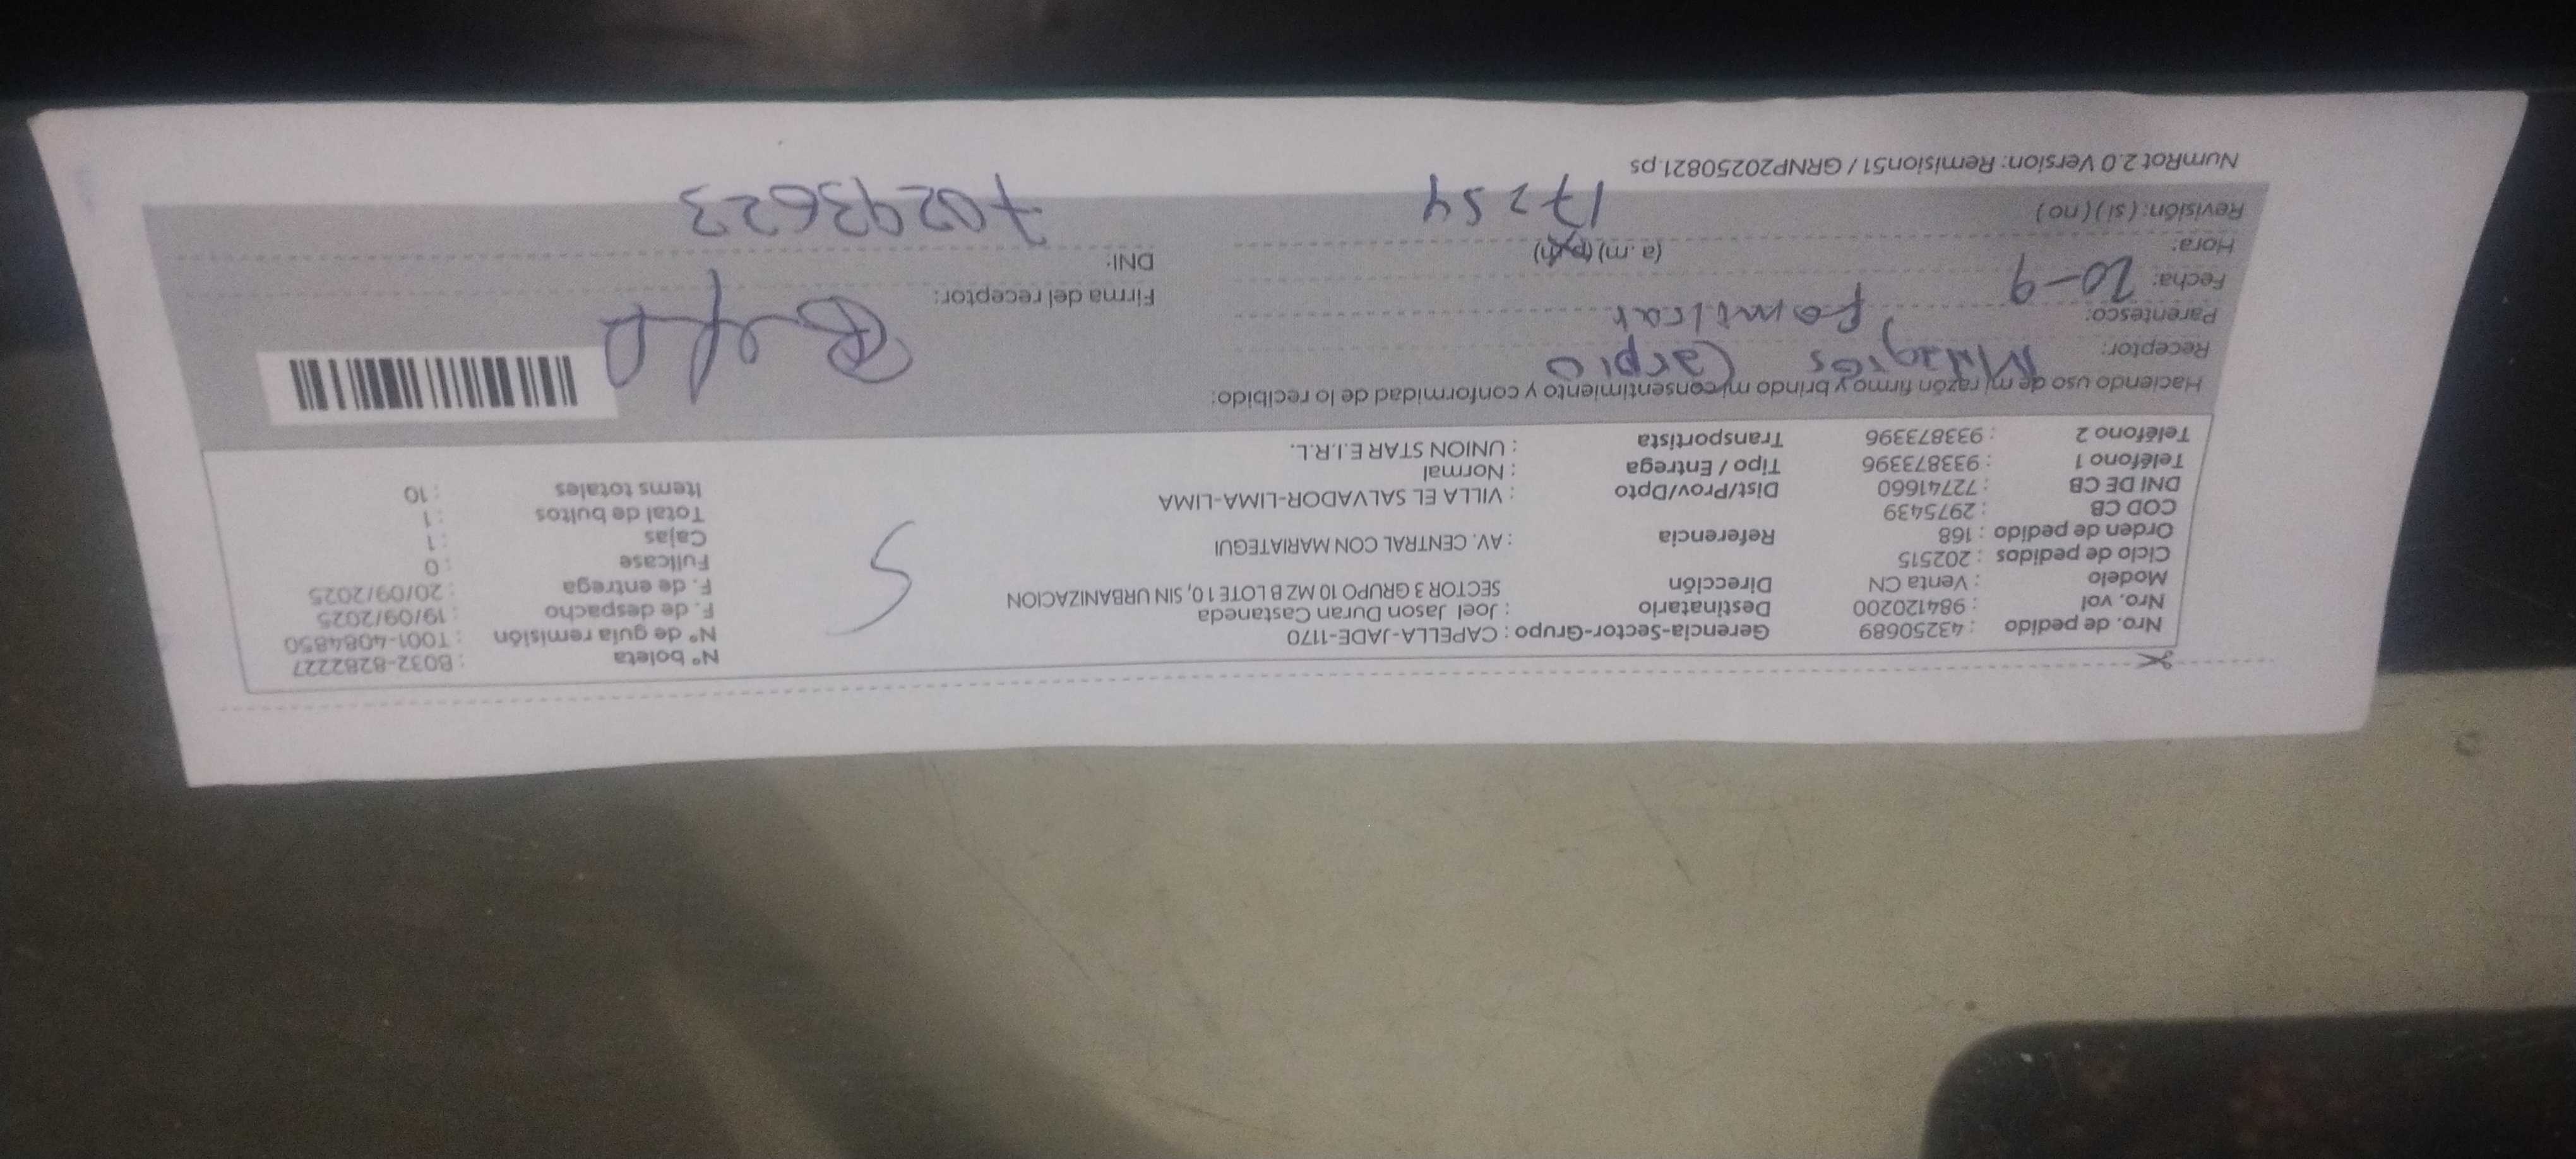 Nro. de pedido : 43250689 Gerencia-Sector-Grupo : CAPELLA-JADE-1170 N° boleta : B032-8282227
Nro. vol : 984120200 Destinatario : Joel Jason Duran Castaneda N° de guia remisión : T001-4084850
Modelo : Venta CN Dirección SECTOR 3 GRUPO 10 MZ B LOTE 10, SIN URBANIZACION F. de despacho : 19/09/2025
Ciclo de pedidos : 202515 F. de entrega : 20/09/2025
Orden de pedido : 168 Referencia : AV. CENTRAL CON MARIATEGUI Fullcase : 0
COD CB : 2975439 Cajas : 1
DNI DE CB : 72741660 Dist/Prov/Dpto : VILLA EL SALVADOR-LIMA-LIMA Total de bultos : 1
Teléfono 1 : 933873396 Tipo / Entrega : Normal Items totales : 10
Teléfono 2 : 933873396 Transportista : UNION STAR E.I.R.L.
S
Haciendo uso de mi razón firmo y brindo mi consentimiento y conformidad de lo recibido:
Receptor: Milagros Carpio
Parentesco: familiar
Fecha: 20-9 Firma del receptor:
Hora: (a.m) (p.m) DNI:
Revisión: (si) (no) 17254 70293623
NumRot 2.0 Version: Remision51 / GRNP20250821.ps